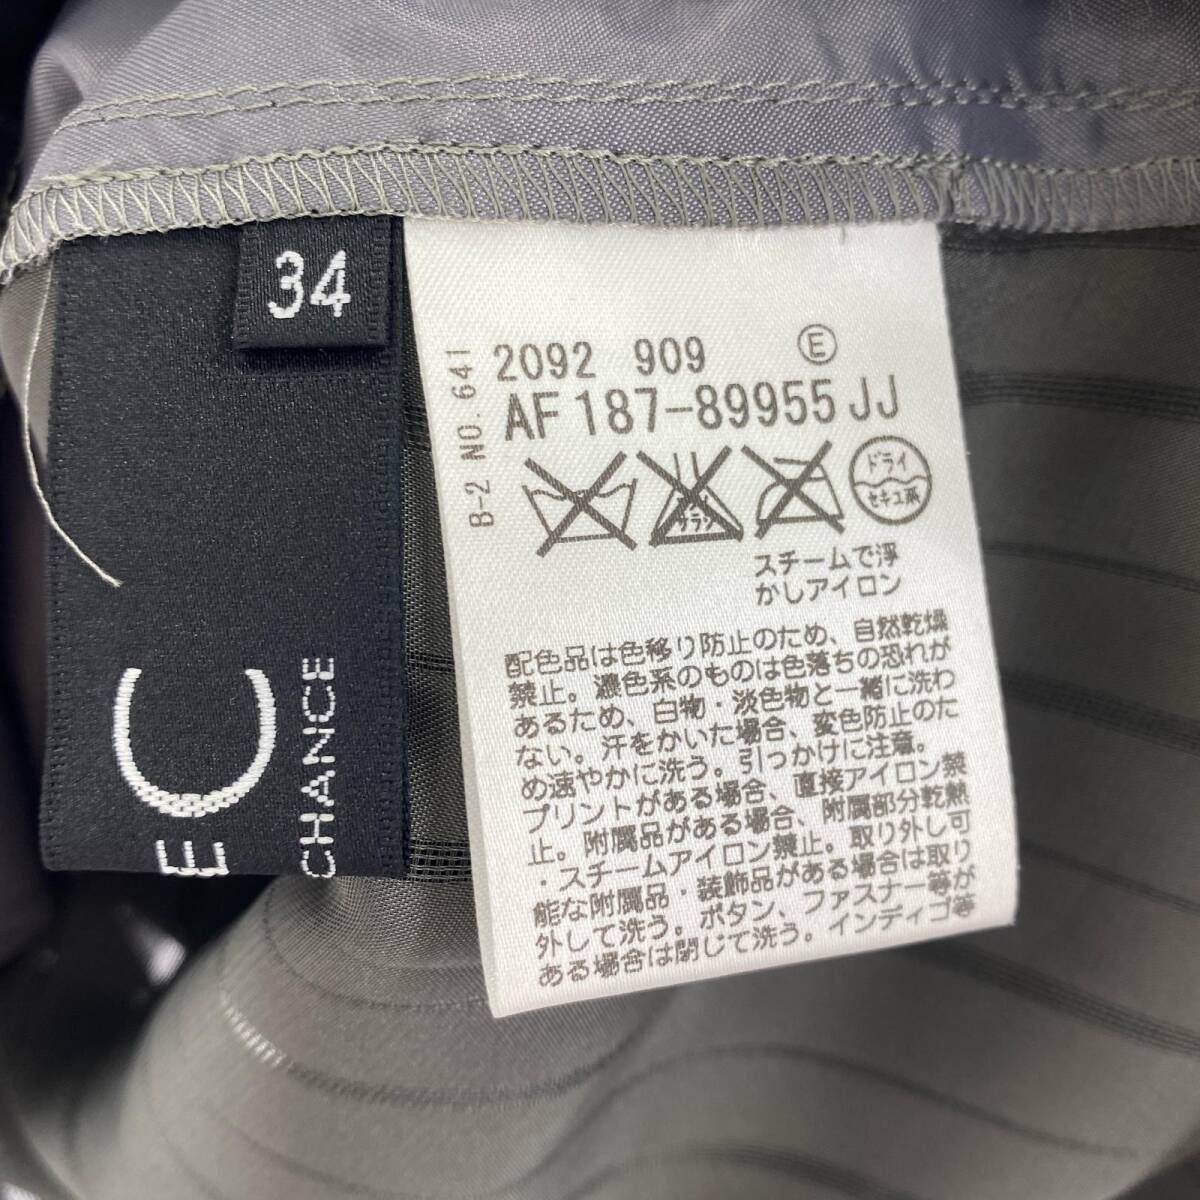 34
E C
CHANCE
B-2 NO.641
2092 909 Ⓔ
AF187-89955JJ
サラシ
ドライ
セキユ系
スチームで浮
かしアイロン
配色品は色移り防止のため、自然乾燥
禁止。濃色系のものは色落ちの恐れが
あるため、白物・淡色物と一緒に洗わ
ない。汗をかいた場合、変色防止のた
め速やかに洗う。引っかけに注意。
プリントがある場合、直接アイロン禁
止。附属品がある場合、附属部分乾熱
・スチームアイロン禁止。取り外し可
能な附属品・装飾品がある場合は取り
外して洗う。ボタン、ファスナー等が
ある場合は閉じて洗う。インディゴ等